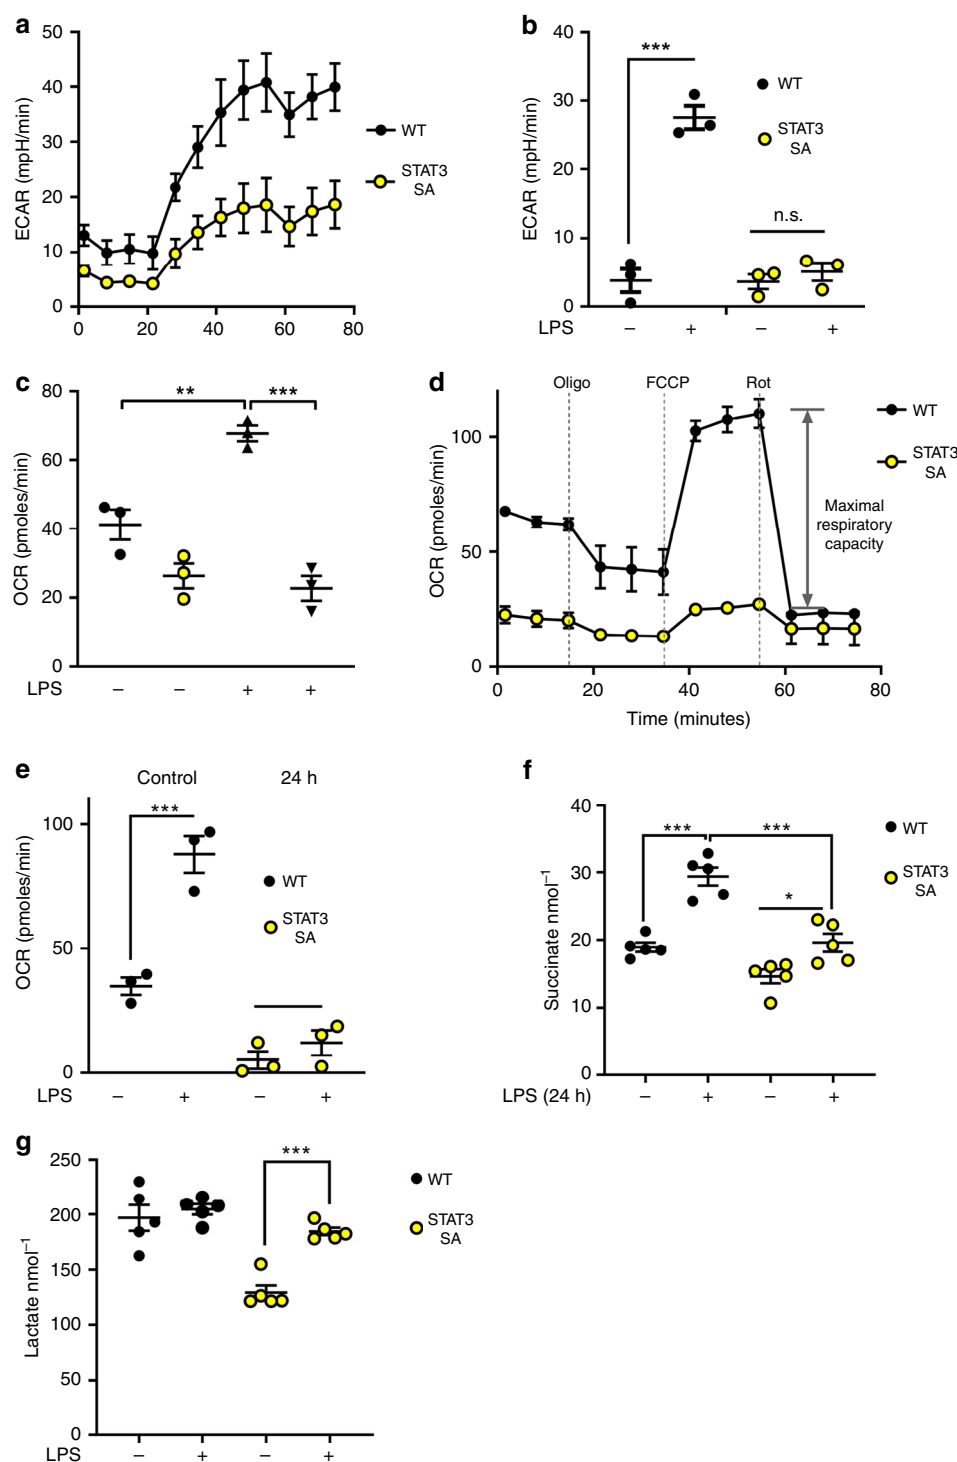 a
50
40
30
20
10
0
ECAR (mpH/min)
0 20 40 60 80
WT
STAT3
SA
b
40
30
20
10
0
ECAR (mpH/min)
***
WT
STAT3
SA
n.s.
LPS – + – +
c
80
60
40
20
0
OCR (pmoles/min)
** ***
LPS – – + +
d
Oligo FCCP Rot
100
50
0
OCR (pmoles/min)
WT
STAT3
SA
Maximal
respiratory
capacity
0 20 40 60 80
Time (minutes)
e
Control 24 h
100
50
0
OCR (pmoles/min)
***
WT
STAT3
SA
LPS – + – +
f
40
30
20
10
0
Succinate nmol⁻¹
*** ***
*
WT
STAT3
SA
LPS (24 h) – + – +
g
250
200
150
100
50
0
Lactate nmol⁻¹
***
WT
STAT3
SA
LPS – + – +